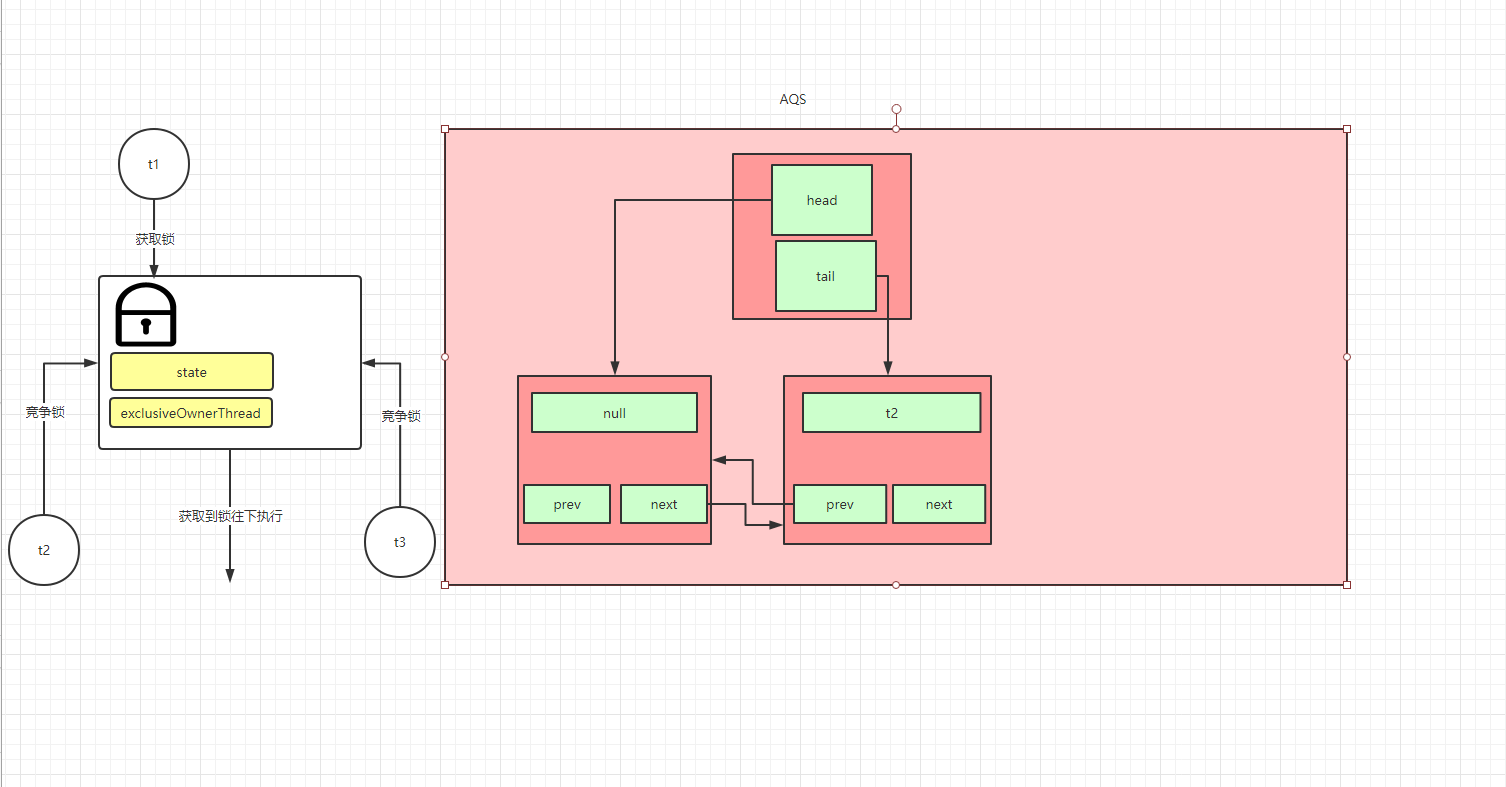 AQS
t1
获取锁
state
exclusiveOwnerThread
竞争锁
竞争锁
获取到锁往下执行
t2
t3
head
tail
null
prev
next
t2
prev
next